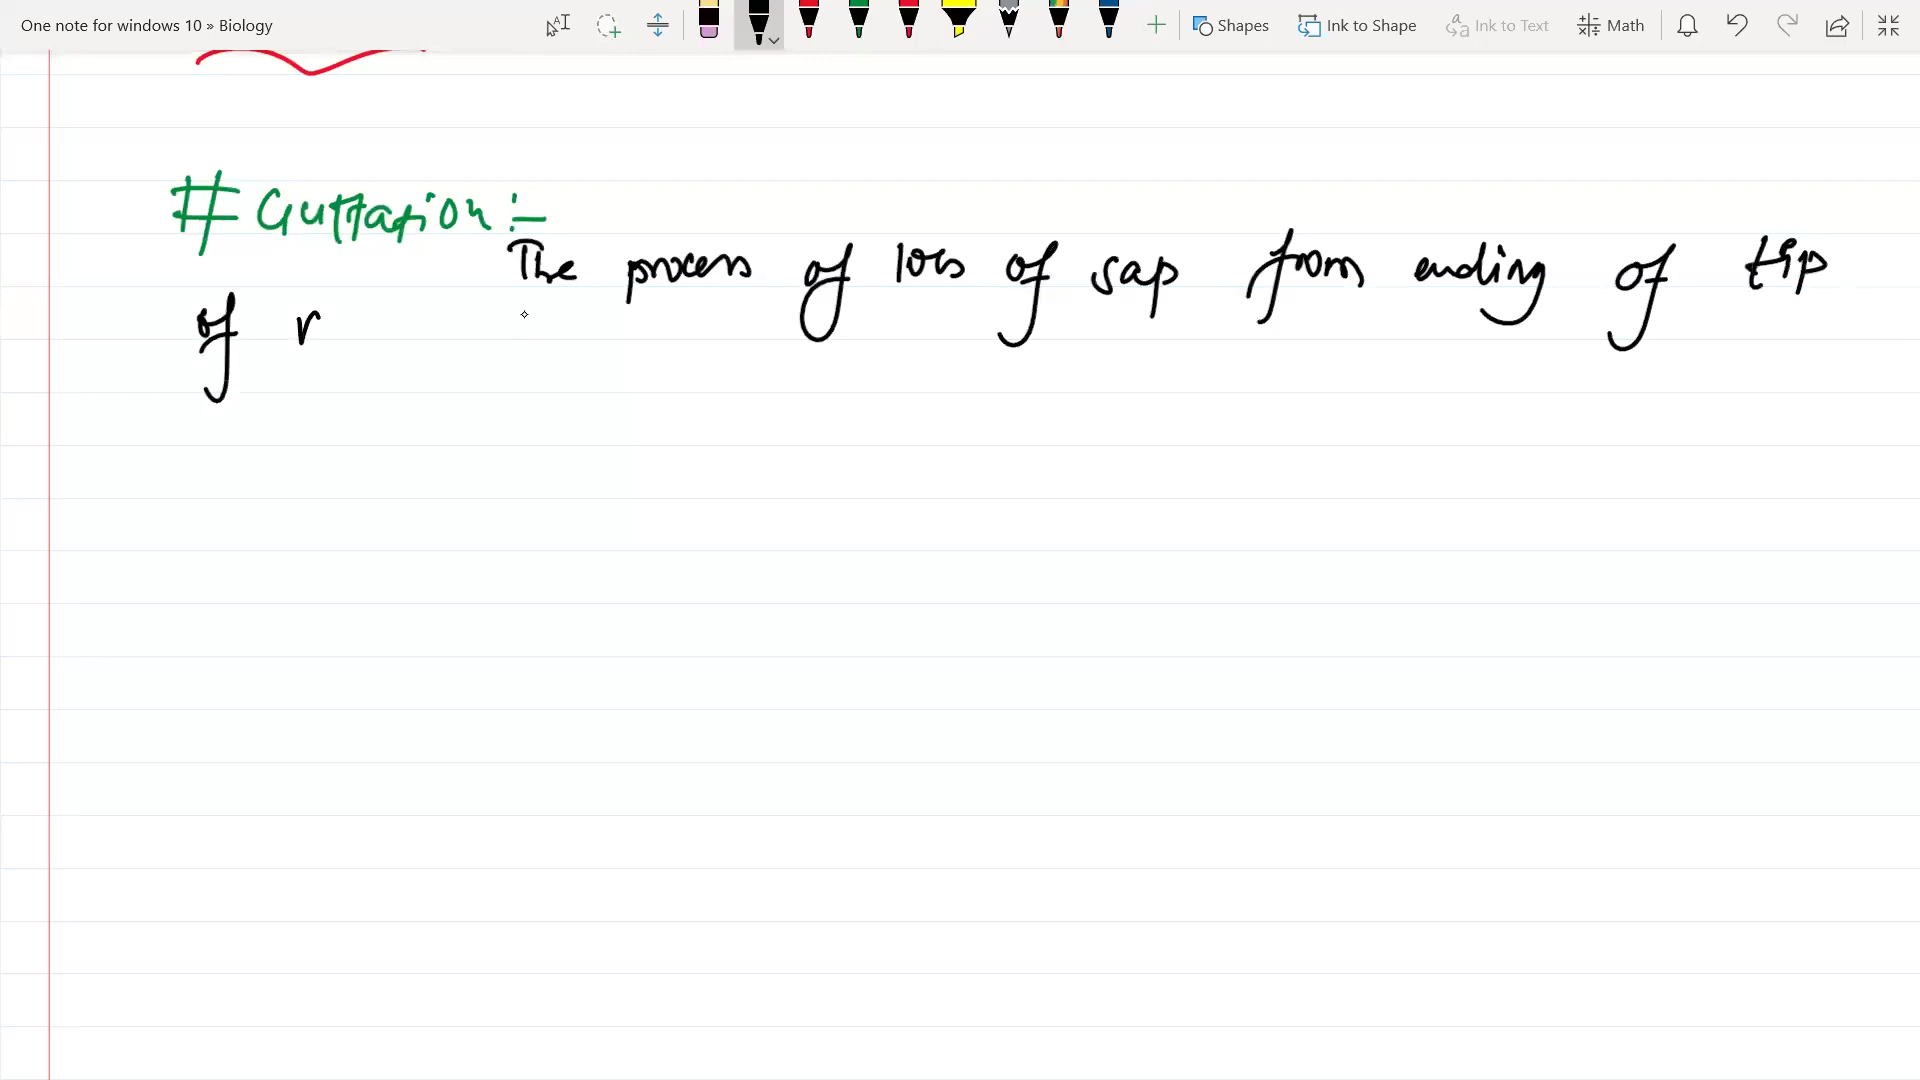 One note for windows 10 » Biology Shapes Ink to Shape Ink to Text Math
# Guttation :-
The process of loss of sap from ending of tip
of r